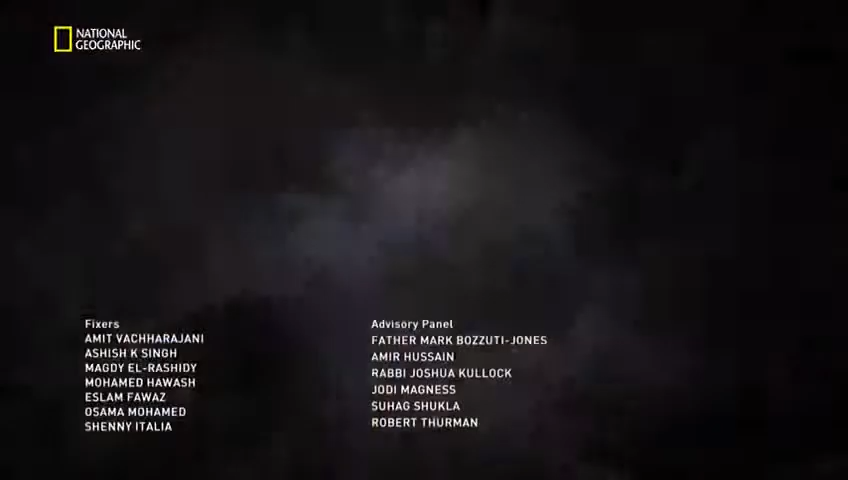 NATIONAL
GEOGRAPHIC
Fixers
AMIT VACHHARAJANI
ASHISH K SINGH
MAGDY EL-RASHIDY
MOHAMED HAWASH
ESLAM FAWAZ
OSAMA MOHAMED
SHENNY ITALIA
Advisory Panel
FATHER MARK BOZZUTI-JONES
AMIR HUSSAIN
RABBI JOSHUA KULLOCK
JODI MAGNESS
SUHAG SHUKLA
ROBERT THURMAN